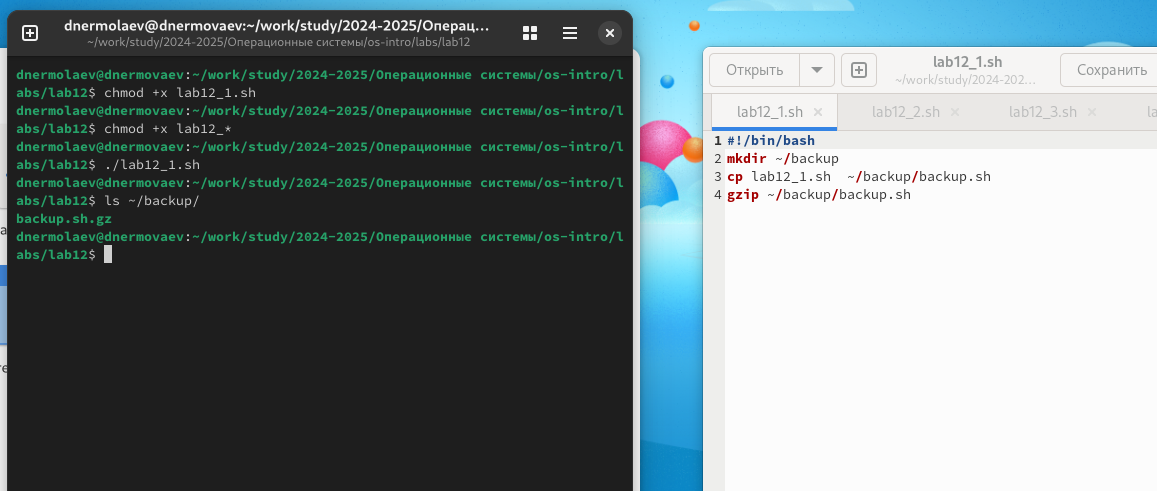 dnermolaev@dnermovaev:~/work/study/2024-2025/Операц...
~/work/study/2024-2025/Операционные системы/os-intro/labs/lab12
dnermolaev@dnermovaev:~/work/study/2024-2025/Операционные системы/os-intro/l
abs/lab12$ chmod +x lab12_1.sh
dnermolaev@dnermovaev:~/work/study/2024-2025/Операционные системы/os-intro/l
abs/lab12$ chmod +x lab12_*
dnermolaev@dnermovaev:~/work/study/2024-2025/Операционные системы/os-intro/l
abs/lab12$ ./lab12_1.sh
dnermolaev@dnermovaev:~/work/study/2024-2025/Операционные системы/os-intro/l
abs/lab12$ ls ~/backup/
backup.sh.gz
dnermolaev@dnermovaev:~/work/study/2024-2025/Операционные системы/os-intro/l
abs/lab12$
Открыть
lab12_1.sh
~/work/study/2024-202...
Сохранить
lab12_1.sh
lab12_2.sh
lab12_3.sh
1 #!/bin/bash
2 mkdir ~/backup
3 cp lab12_1.sh  ~/backup/backup.sh
4 gzip ~/backup/backup.sh